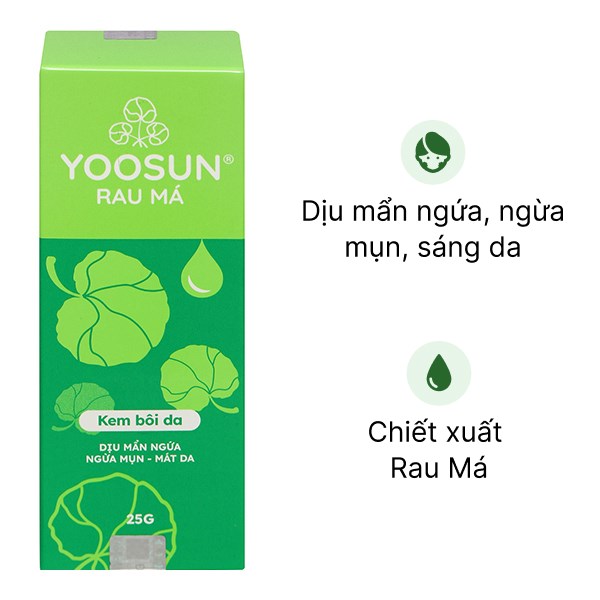 YOOSUN®
RAU MÁ
Kem bôi da
DỊU MẨN NGỨA
NGỪA MỤN - MÁT DA
25G
Dịu mẩn ngứa, ngừa
mụn, sáng da
Chiết xuất
Rau Má